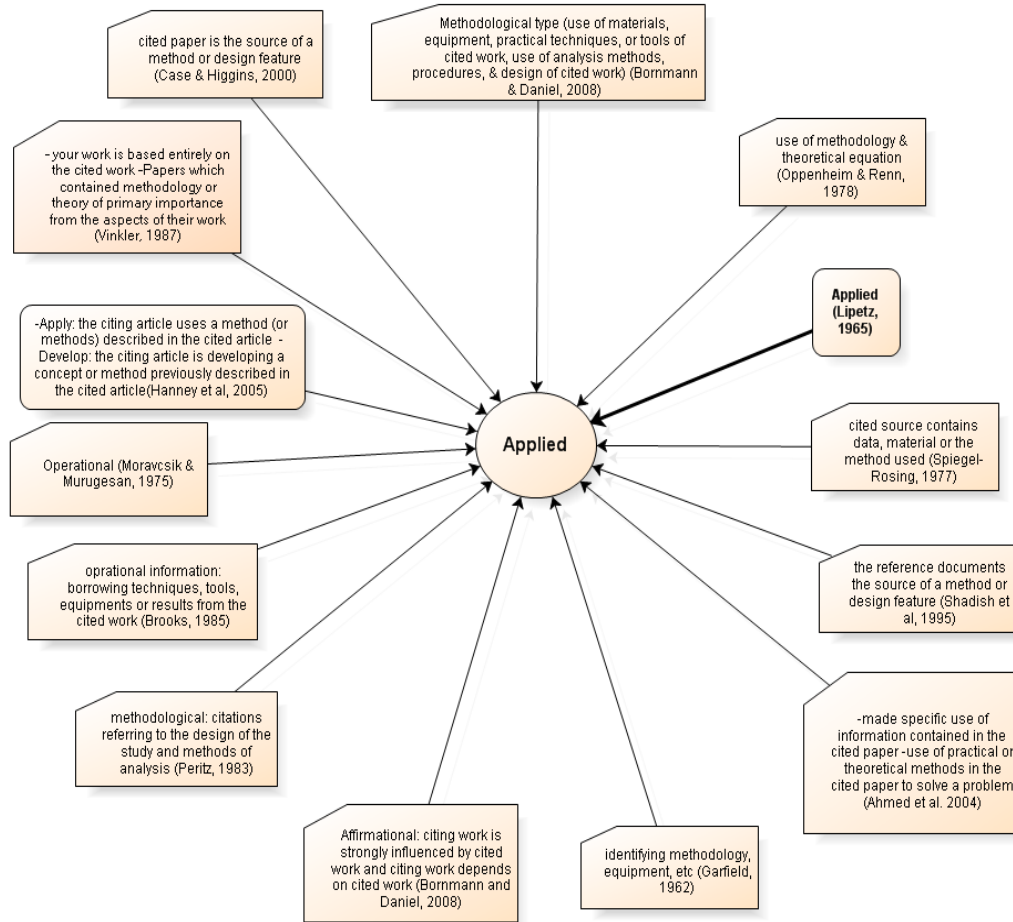 cited paper is the source of a
method or design feature
(Case & Higgins, 2000)
Methodological type (use of materials,
equipment, practical techniques, or tools of
cited work, use of analysis methods,
procedures, & design of cited work) (Bornmann
& Daniel, 2008)
- your work is based entirely on
the cited work -Papers which
contained methodology or
theory of primary importance
from the aspects of their work
(Vinkler, 1987)
use of methodology &
theoretical equation
(Oppenheim & Renn,
1978)
-Apply: the citing article uses a method (or
methods) described in the cited article -
Develop: the citing article is developing a
concept or method previously described in
the cited article(Hanney et al, 2005)
Applied
(Lipetz,
1965)
Applied
Operational (Moravcsik &
Murugesan, 1975)
cited source contains
data, material or the
method used (Spiegel-
Rosing, 1977)
oprational information:
borrowing techniques, tools,
equipments or results from the
cited work (Brooks, 1985)
the reference documents
the source of a method or
design feature (Shadish et
al, 1995)
methodological: citations
referring to the design of the
study and methods of
analysis (Peritz, 1983)
-made specific use of
information contained in the
cited paper -use of practical or
theoretical methods in the
cited paper to solve a problem
(Ahmed et al. 2004)
Affirmational: citing work is
strongly influenced by cited
work and citing work depends
on cited work (Bornmann and
Daniel, 2008)
identifying methodology,
equipment, etc (Garfield,
1962)